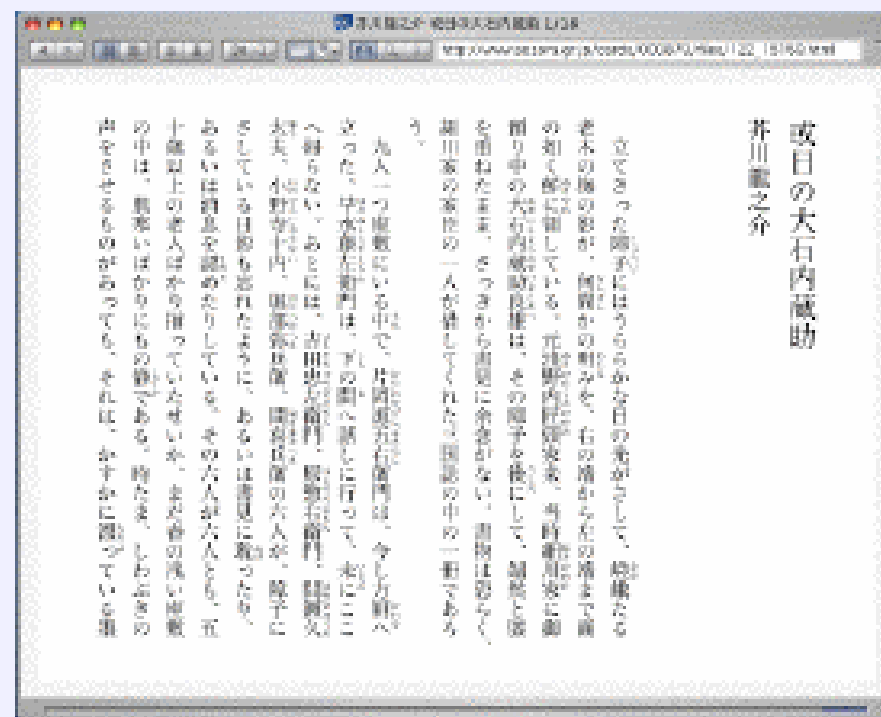 芥川龍之介 或日の大石内蔵助 1/18
或日の大石内蔵助
芥川龍之介
立てきった障子にはうららかな日の光がさして、嵯峨たる
老木の梅の影が、何間かの明みを、右の端から左の端まで画
の如く鮮に領している。元浅野内匠頭家来、当時細川家に御
預り中の大石内蔵助良雄は、その障子を後にして、端然と膝
を重ねたまま、さっきから書見に余念がない。書物は恐らく、
細川家の家臣の一人が借してくれた三国誌の中の一冊であろ
う。
九人一つ座敷にいる中で、片岡源五右衛門は、今し方厠へ
立った。早水藤左衛門は、下の間へ話しに行って、未にここ
へ帰らない。あとには、吉田忠左衛門、原惣右衛門、間瀬久
太夫、小野寺十内、堀部弥兵衛、間喜兵衛の六人が、障子に
さしている日影も忘れたように、あるいは書見に耽ったり、
あるいは消息を認めたりしている。その六人が六人とも、五
十歳以上の老人ばかり揃っていたせいか、まだ春の浅い座敷
の中は、肌寒いばかりにもの静である。時たま、しわぶきの
声をさせるものがあっても、それは、かすかに漂っている墨